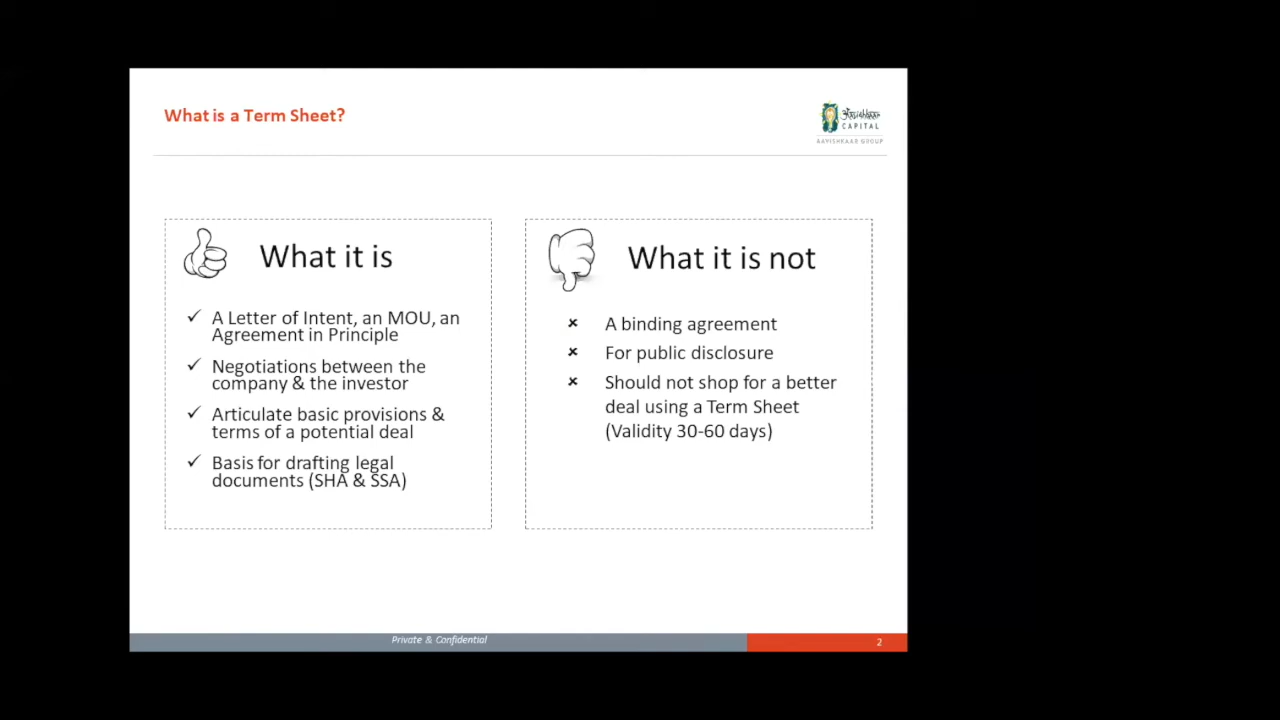 What is a Term Sheet?
आविष्कार
CAPITAL
AAVISHKAAR GROUP
What it is
A Letter of Intent, an MOU, an
Agreement in Principle
Negotiations between the
company & the investor
Articulate basic provisions &
terms of a potential deal
Basis for drafting legal
documents (SHA & SSA)
What it is not
A binding agreement
For public disclosure
Should not shop for a better
deal using a Term Sheet
(Validity 30-60 days)
Private & Confidential
2